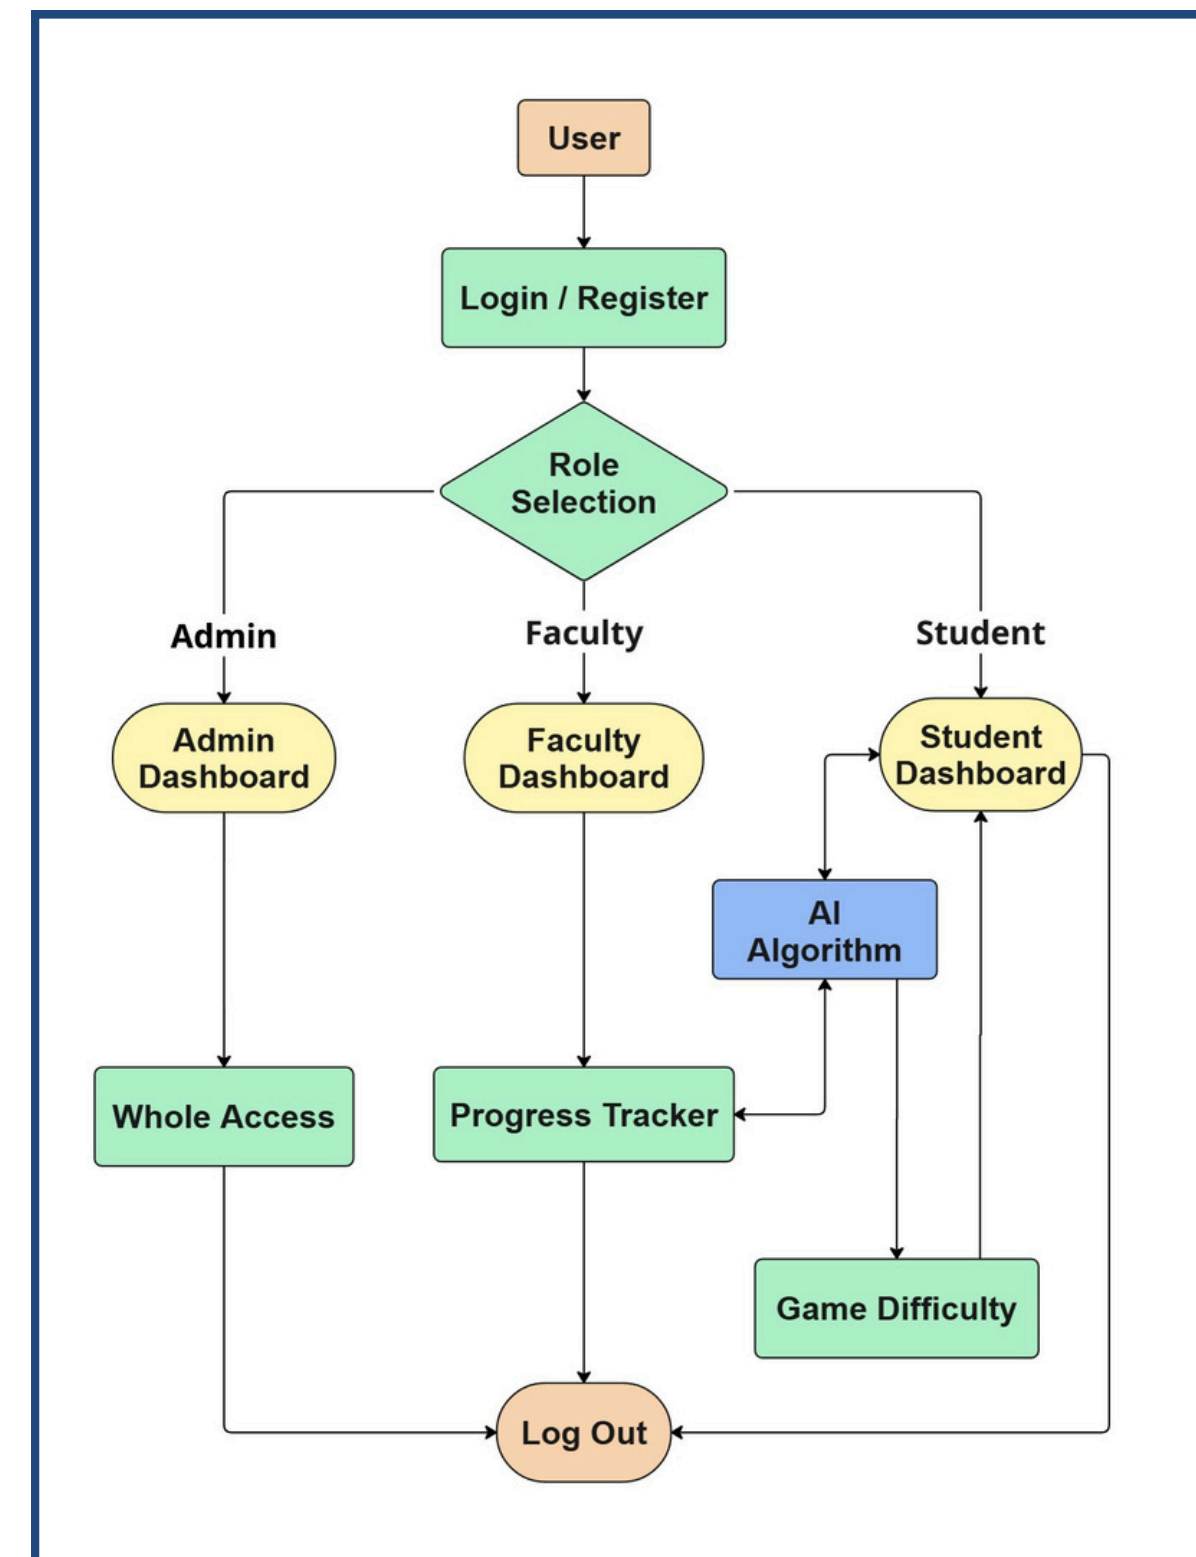 User
Login / Register
Role
Selection
Admin
Faculty
Student
Admin
Dashboard
Faculty
Dashboard
Student
Dashboard
AI
Algorithm
Whole Access
Progress Tracker
Game Difficulty
Log Out